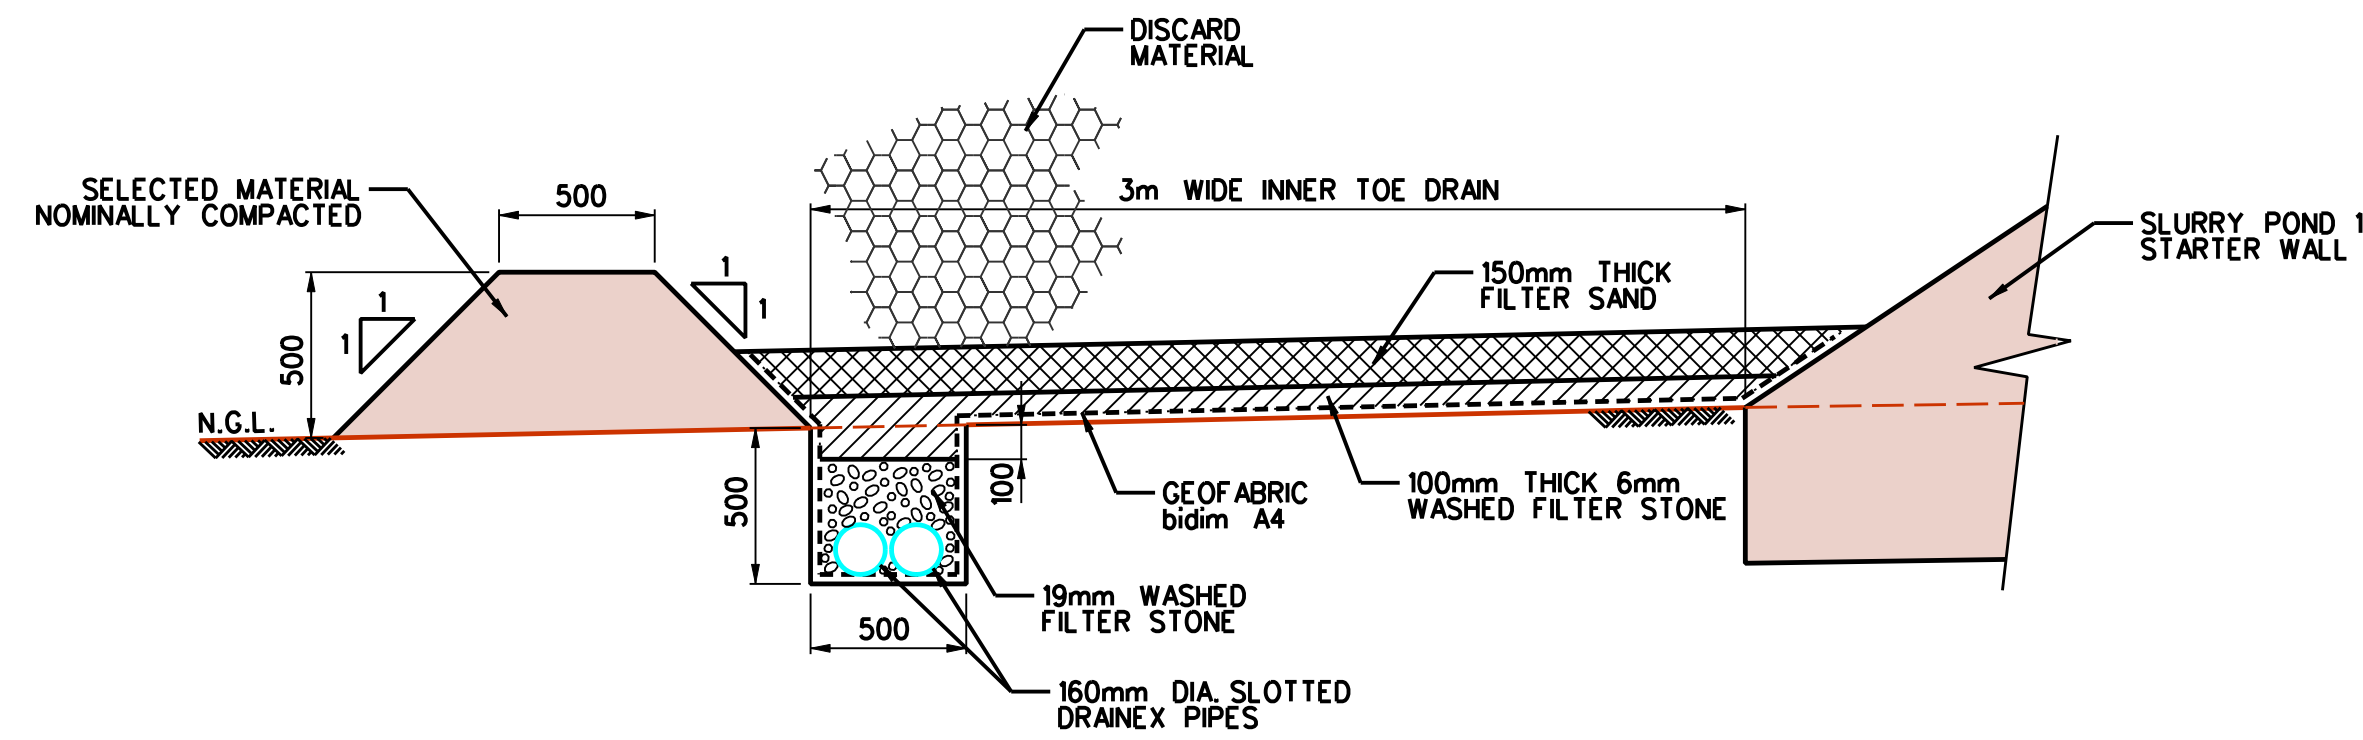 DISCARD
MATERIAL
SELECTED MATERIAL
NOMINALLY COMPACTED
500
3m WIDE INNER TOE DRAIN
SLURRY POND 1
STARTER WALL
1
1
1
1
500
150mm THICK
FILTER SAND
N.G.L.
500
100
GEOFABRIC
bidim A4
100mm THICK 6mm
WASHED FILTER STONE
19mm WASHED
FILTER STONE
500
160mm DIA. SLOTTED
DRAINEX PIPES